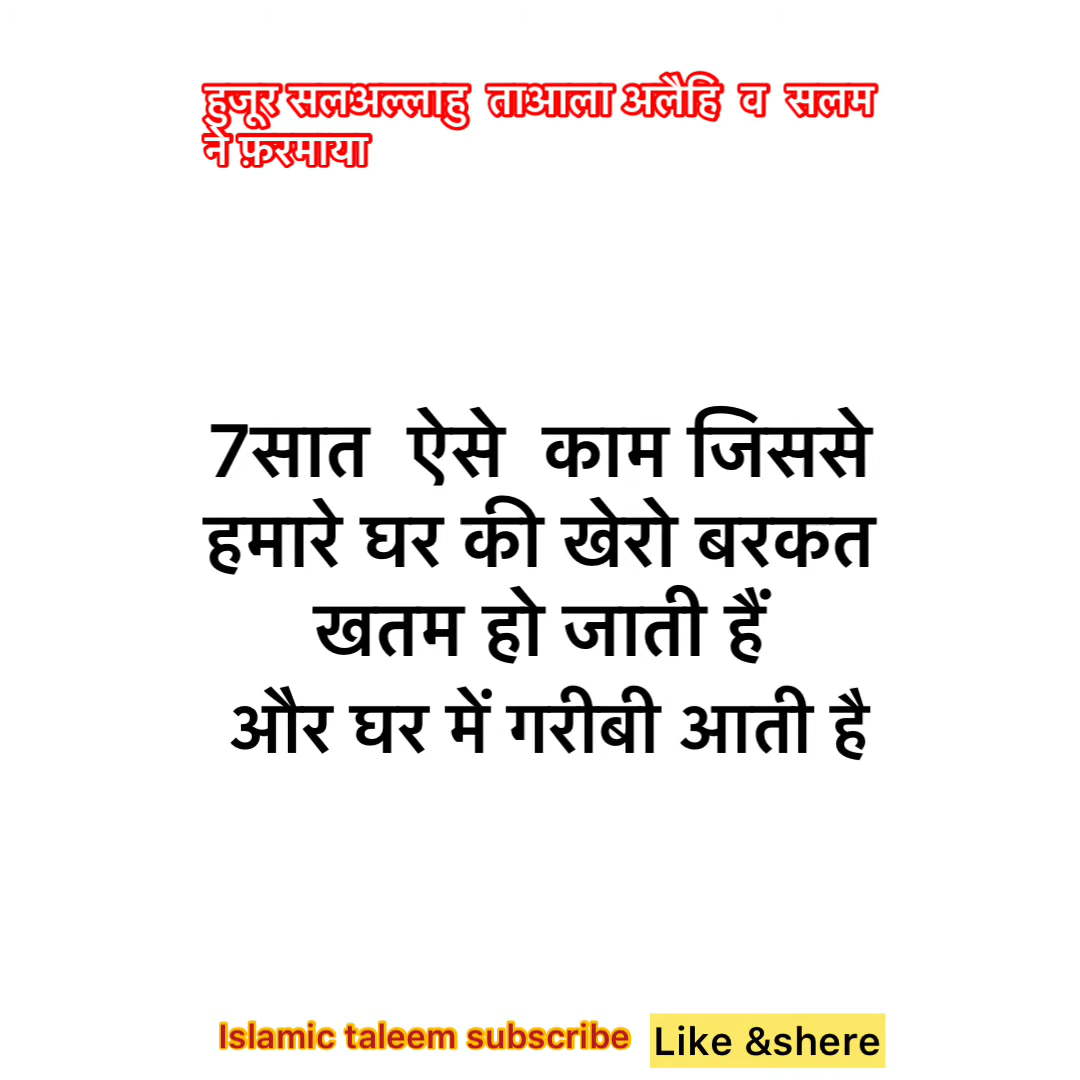 हुजूर सलअल्लाहु ताआला अलैहि व सलम
ने फ़रमाया
7सात ऐसे काम जिससे
हमारे घर की खेरो बरकत
खतम हो जाती हैं
और घर में गरीबी आती है
Islamic taleem subscribe
Like &shere